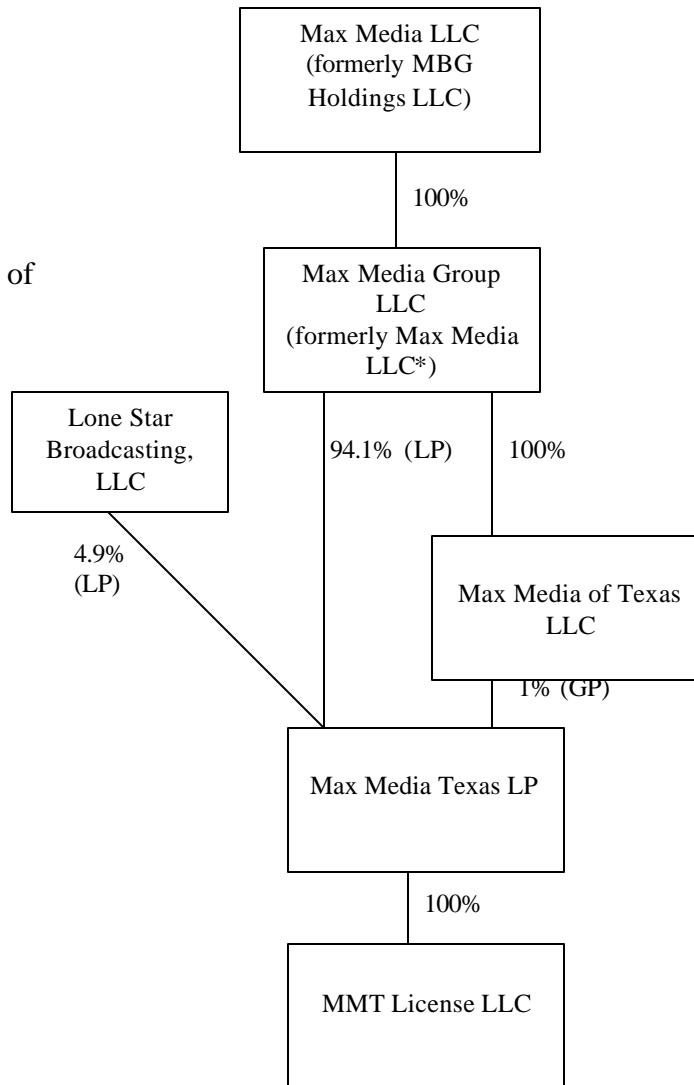 Max Media LLC
(formerly MBG
Holdings LLC)
100%
of
Max Media Group
LLC
(formerly Max Media
LLC*)
Lone Star
Broadcasting,
LLC
94.1% (LP)
100%
4.9%
(LP)
Max Media of Texas
LLC
1% (GP)
Max Media Texas LP
100%
MMT License LLC